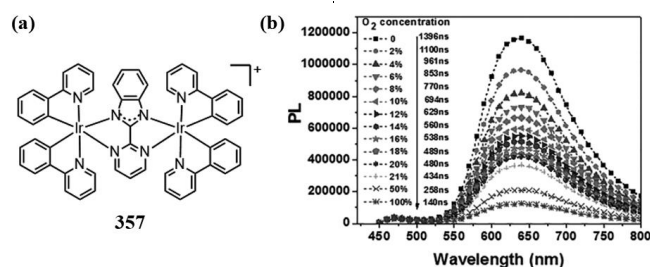 (a)
]+
N N
N N
Ir Ir
N N
N N
357
(b)
O2 concentration
0 1396ns
2% 1100ns
4% 961ns
6% 853ns
8% 770ns
10% 694ns
12% 629ns
14% 560ns
16% 538ns
18% 489ns
20% 480ns
21% 434ns
50% 258ns
100% 140ns
PL
1200000
1000000
800000
600000
400000
200000
0
450 500 550 600 650 700 750 800
Wavelength (nm)